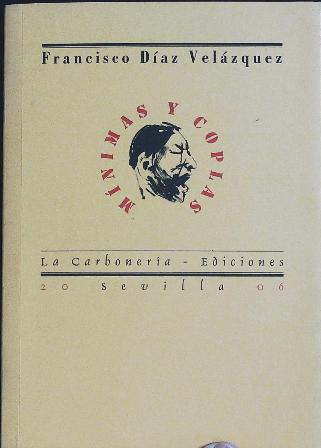 Francisco Díaz Velázquez
MÍNIMAS Y COPLAS
La Carbonería - Ediciones
20 Sevilla 06